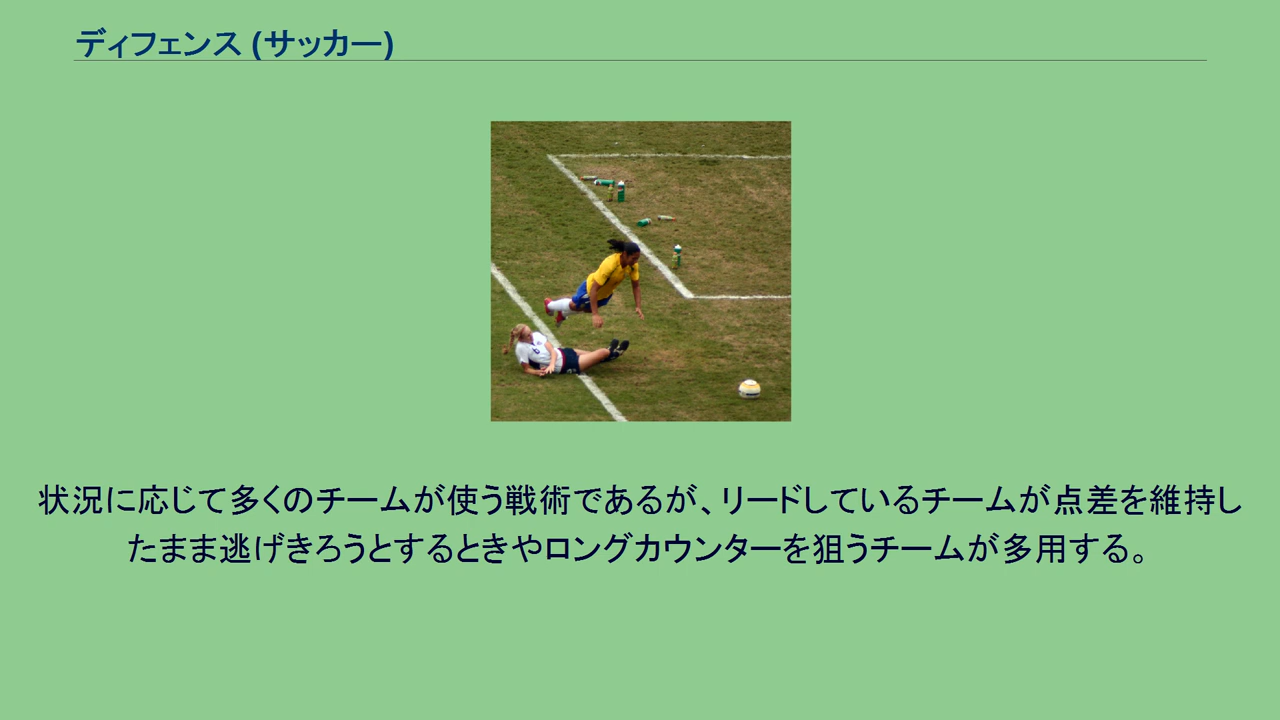 ディフェンス (サッカー)
状況に応じて多くのチームが使う戦術であるが、リードしているチームが点差を維持し
たまま逃げきろうとするときやロングカウンターを狙うチームが多用する。